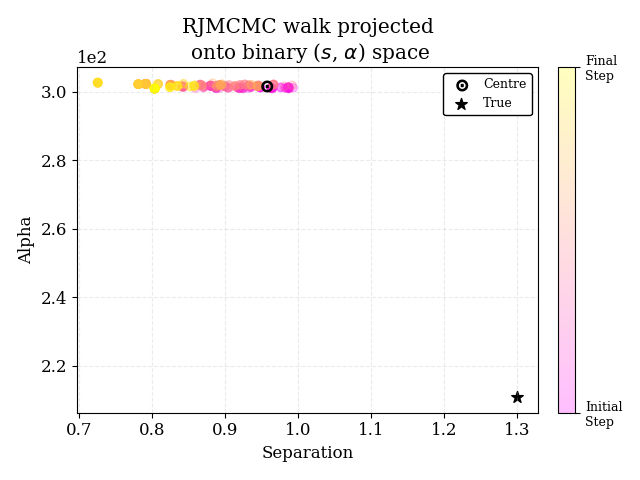 RJMCMC walk projected
onto binary (s, α) space
1e2
3.0
2.8
2.6
2.4
2.2
Alpha
0.7 0.8 0.9 1.0 1.1 1.2 1.3
Separation
Centre
True
Final
Step
Initial
Step